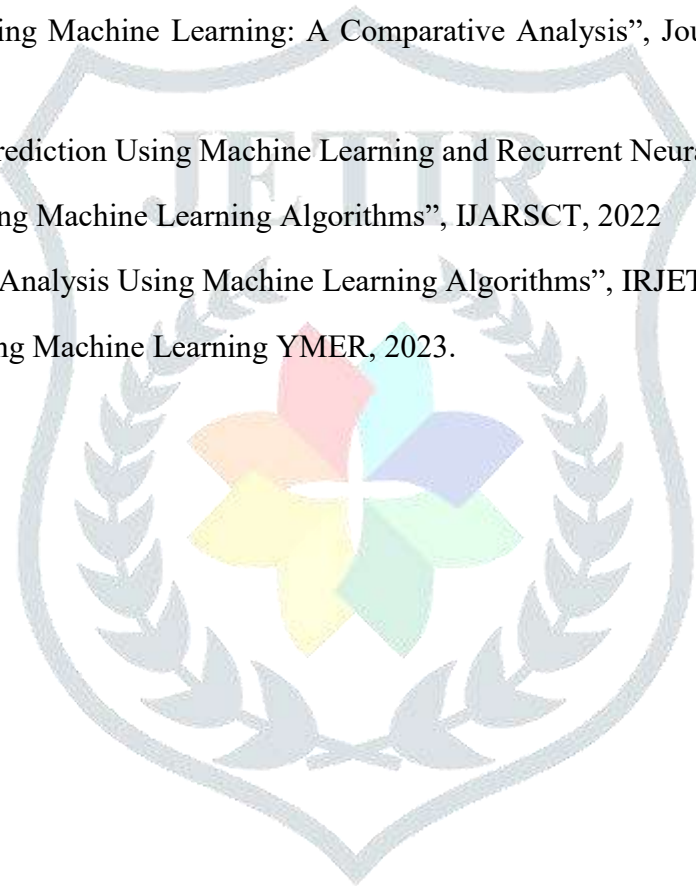 ing Machine Learning: A Comparative Analysis”, Jou
JETIR
rediction Using Machine Learning and Recurrent Neura
ng Machine Learning Algorithms”, IJARSCT, 2022
Analysis Using Machine Learning Algorithms”, IRJET
ng Machine Learning YMER, 2023.